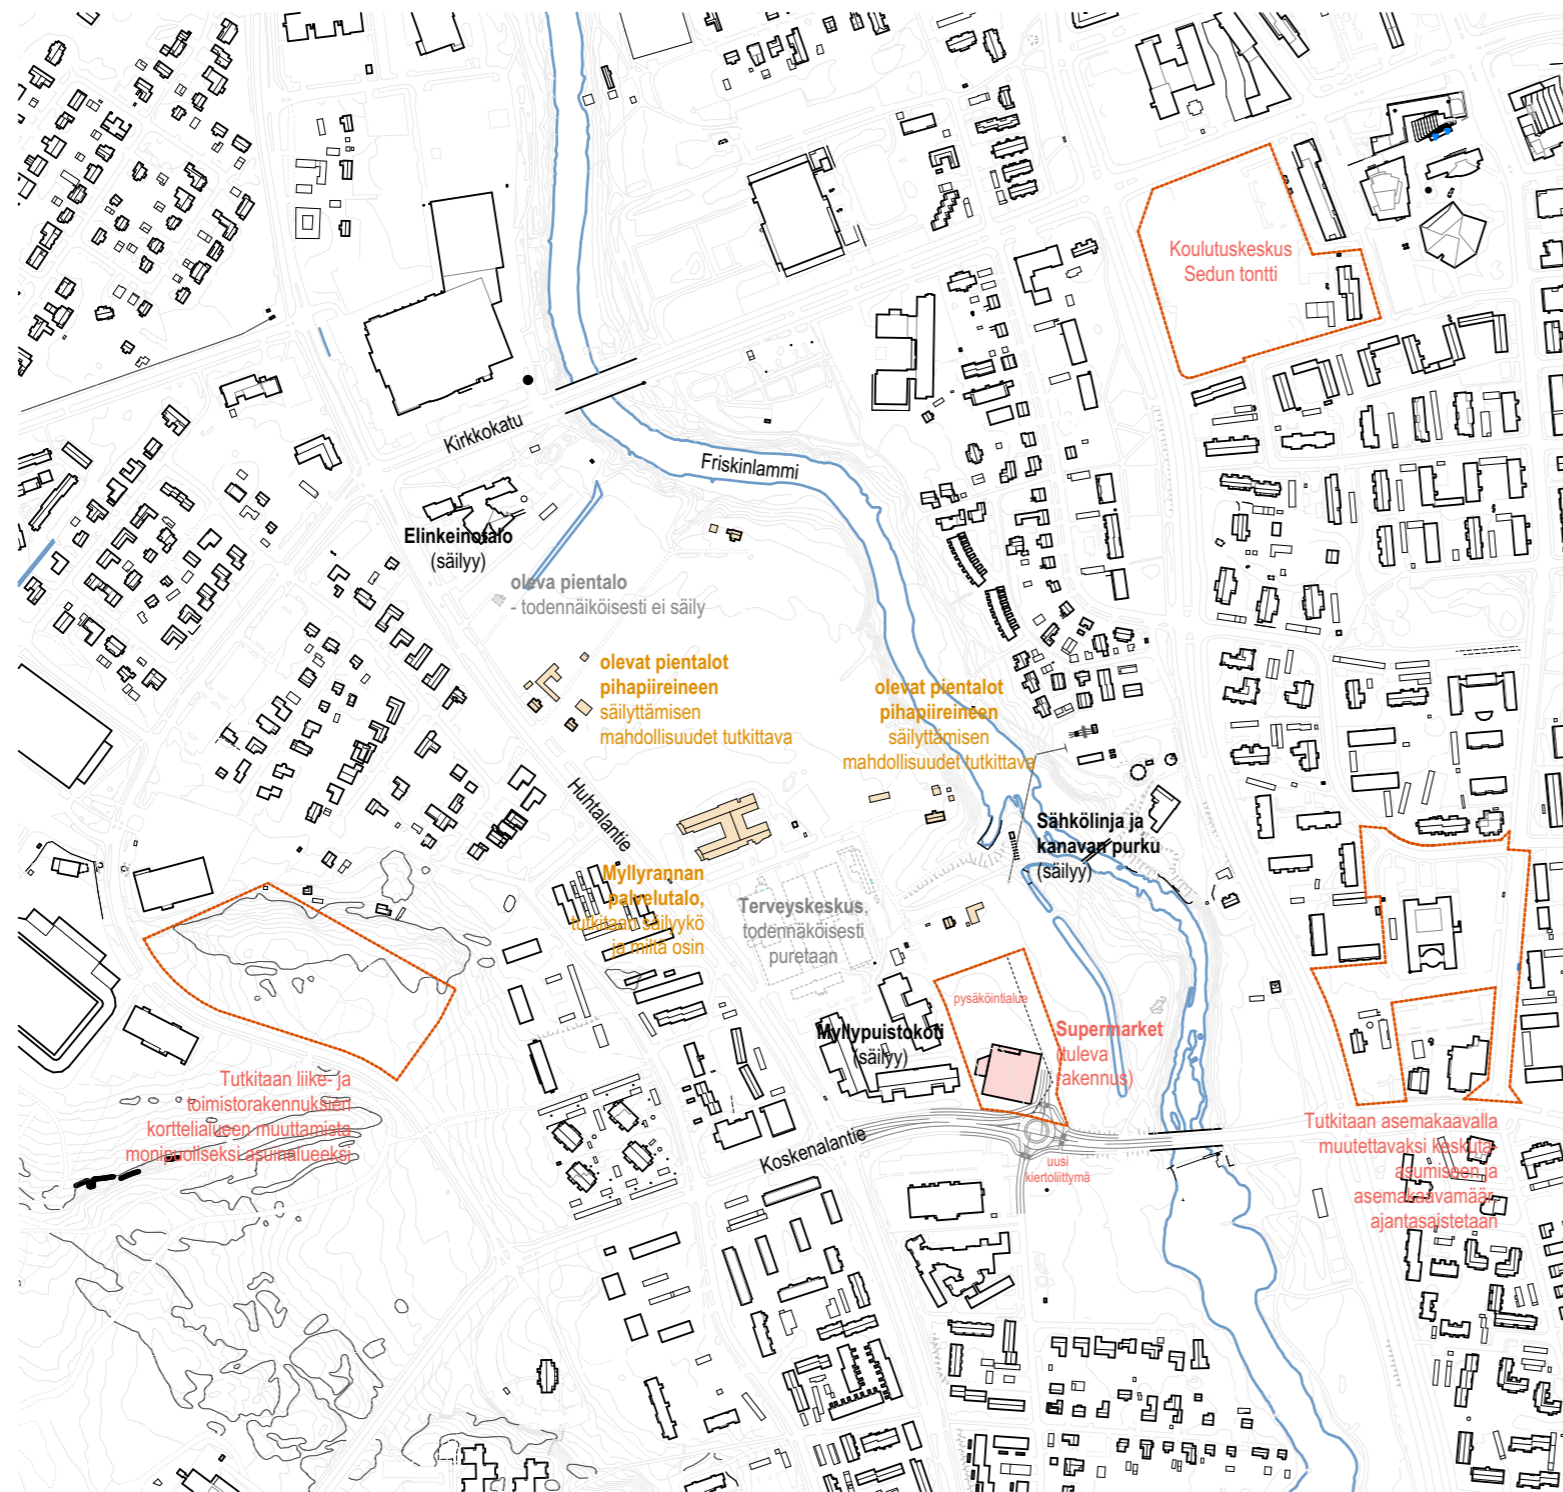 Koulutuskeskus
Sedun tontti
Kirkkokatu
Friskinlammi
Elinkeinotalo
(säilyy)
oleva pientalo
- todennäiköisesti ei säily
olevat pientalot
pihapiireineen
säilyttämisen
mahdollisuudet tutkittava
olevat pientalot
pihapiireineen
säilyttämisen
mahdollisuudet tutkittava
Huhtalantie
Sähkölinja ja
kanavan purku
(säilyy)
Myllyrannan
palvelutalo,
tutkitaan säilyykö
ja miltä osin
Terveyskeskus,
todennäköisesti
puretaan
pysäköintialue
Myllypuistokoti
(säilyy)
Supermarket
(tuleva
rakennus)
Tutkitaan liike- ja
toimistorakennuksien
korttelialueen muuttamista
monipuoliseksi asuinalueeksi
Koskenalantie
uusi
kiertoliittymä
Tutkitaan asemakaavalla
muutettavaksi keskusta-
asumiseen ja
asemakaavamäär.
ajantasaistetaan